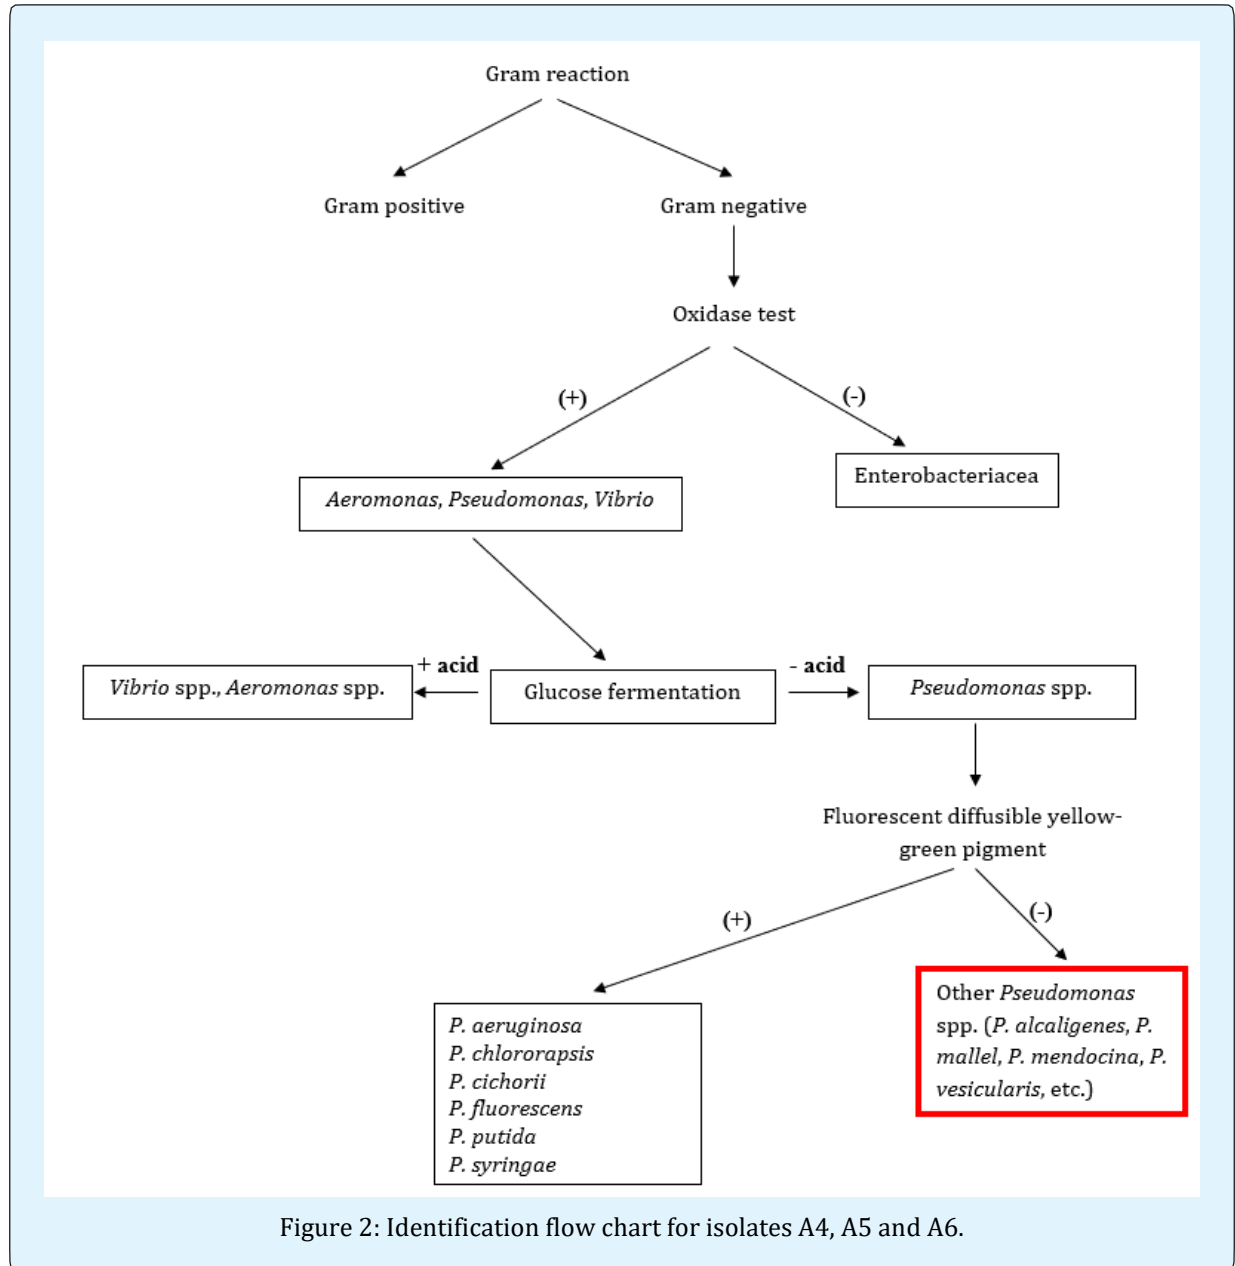 Gram reaction
Gram positive
Gram negative
Oxidase test
(+)
(-)
Aeromonas, Pseudomonas, Vibrio
Enterobacteriacea
Vibrio spp., Aeromonas spp.
+ acid
Glucose fermentation
- acid
Pseudomonas spp.
Fluorescent diffusible yellow-
green pigment
(+)
(-)
P. aeruginosa
P. chlororapsis
P. cichorii
P. fluorescens
P. putida
P. syringae
Other Pseudomonas
spp. (P. alcaligenes, P.
mallel, P. mendocina, P.
vesicularis, etc.)
Figure 2: Identification flow chart for isolates A4, A5 and A6.